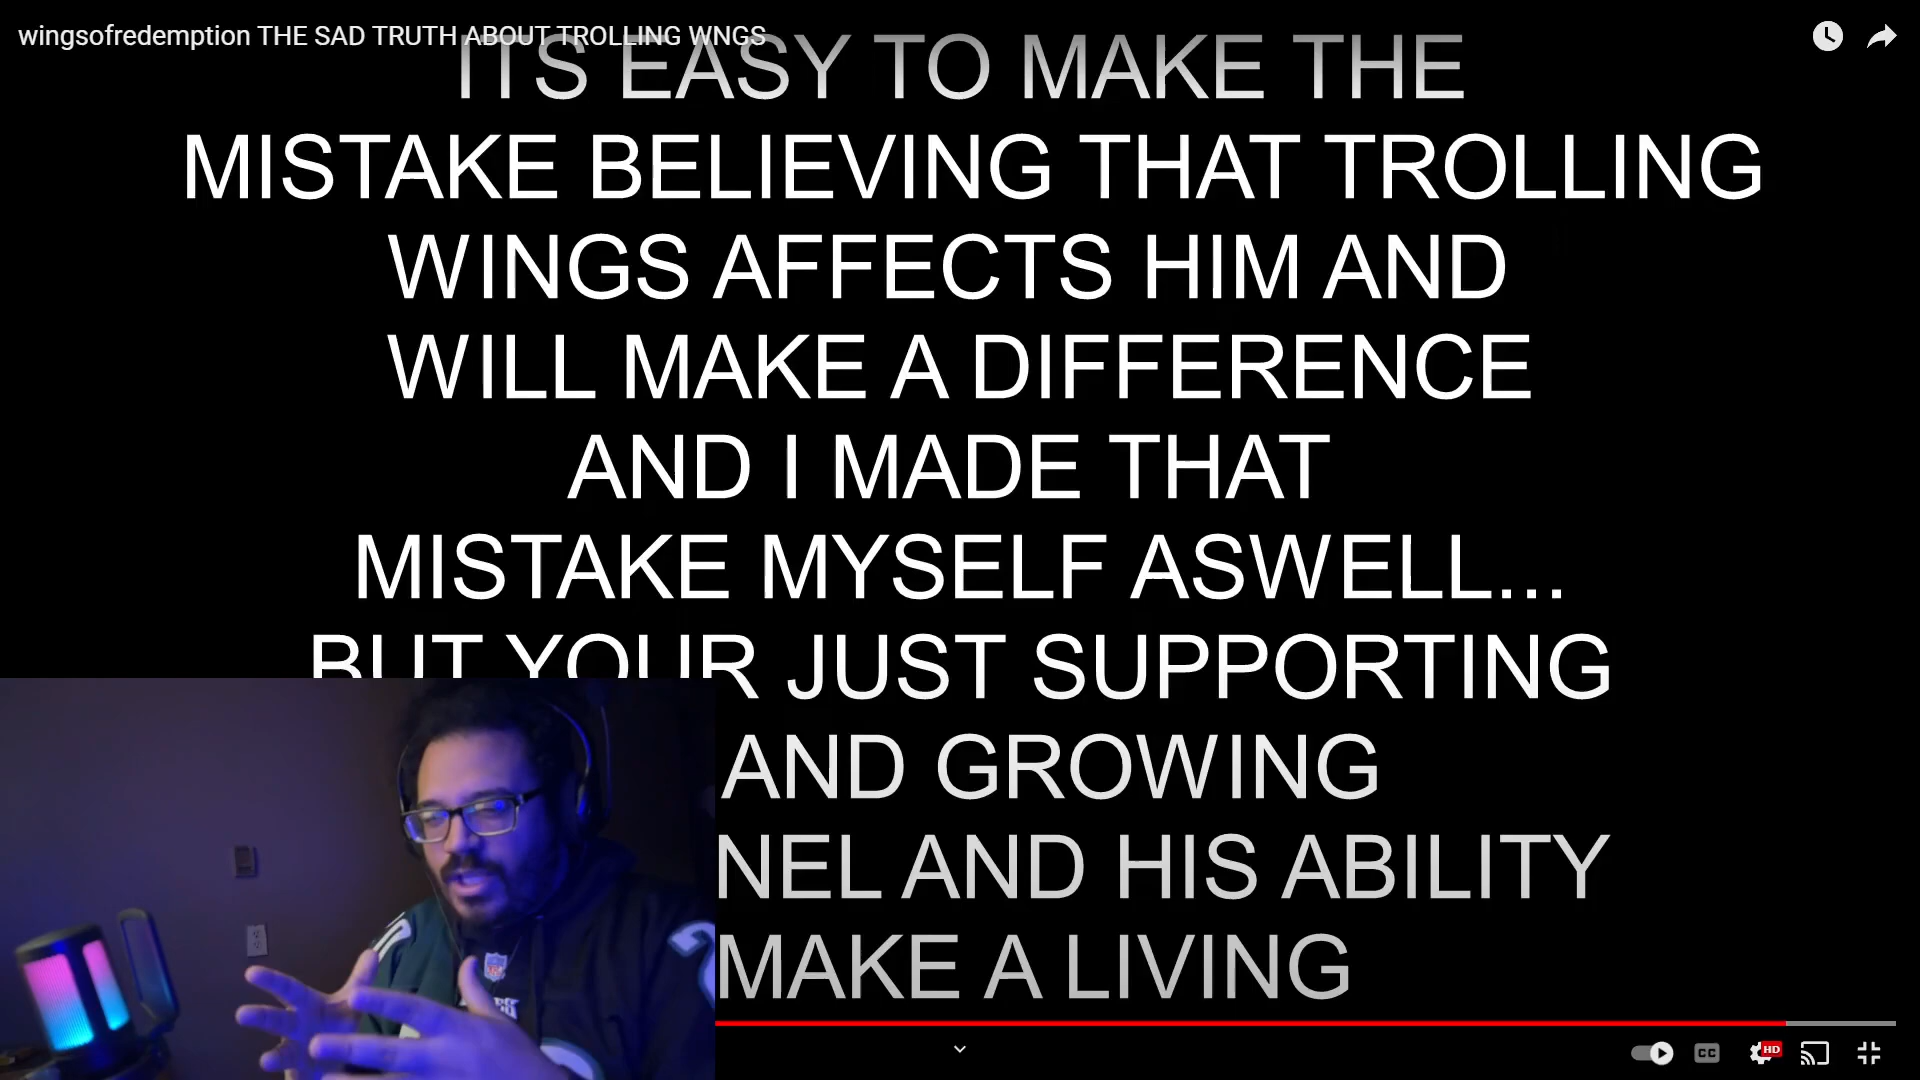 wingsofredemption THE SAD TRUTH ABOUT TROLLING WNGS
ITS EASY TO MAKE THE
MISTAKE BELIEVING THAT TROLLING
WINGS AFFECTS HIM AND
WILL MAKE A DIFFERENCE
AND I MADE THAT
MISTAKE MYSELF ASWELL...
BUT YOUR JUST SUPPORTING
AND GROWING
NEL AND HIS ABILITY
MAKE A LIVING
CC
HD